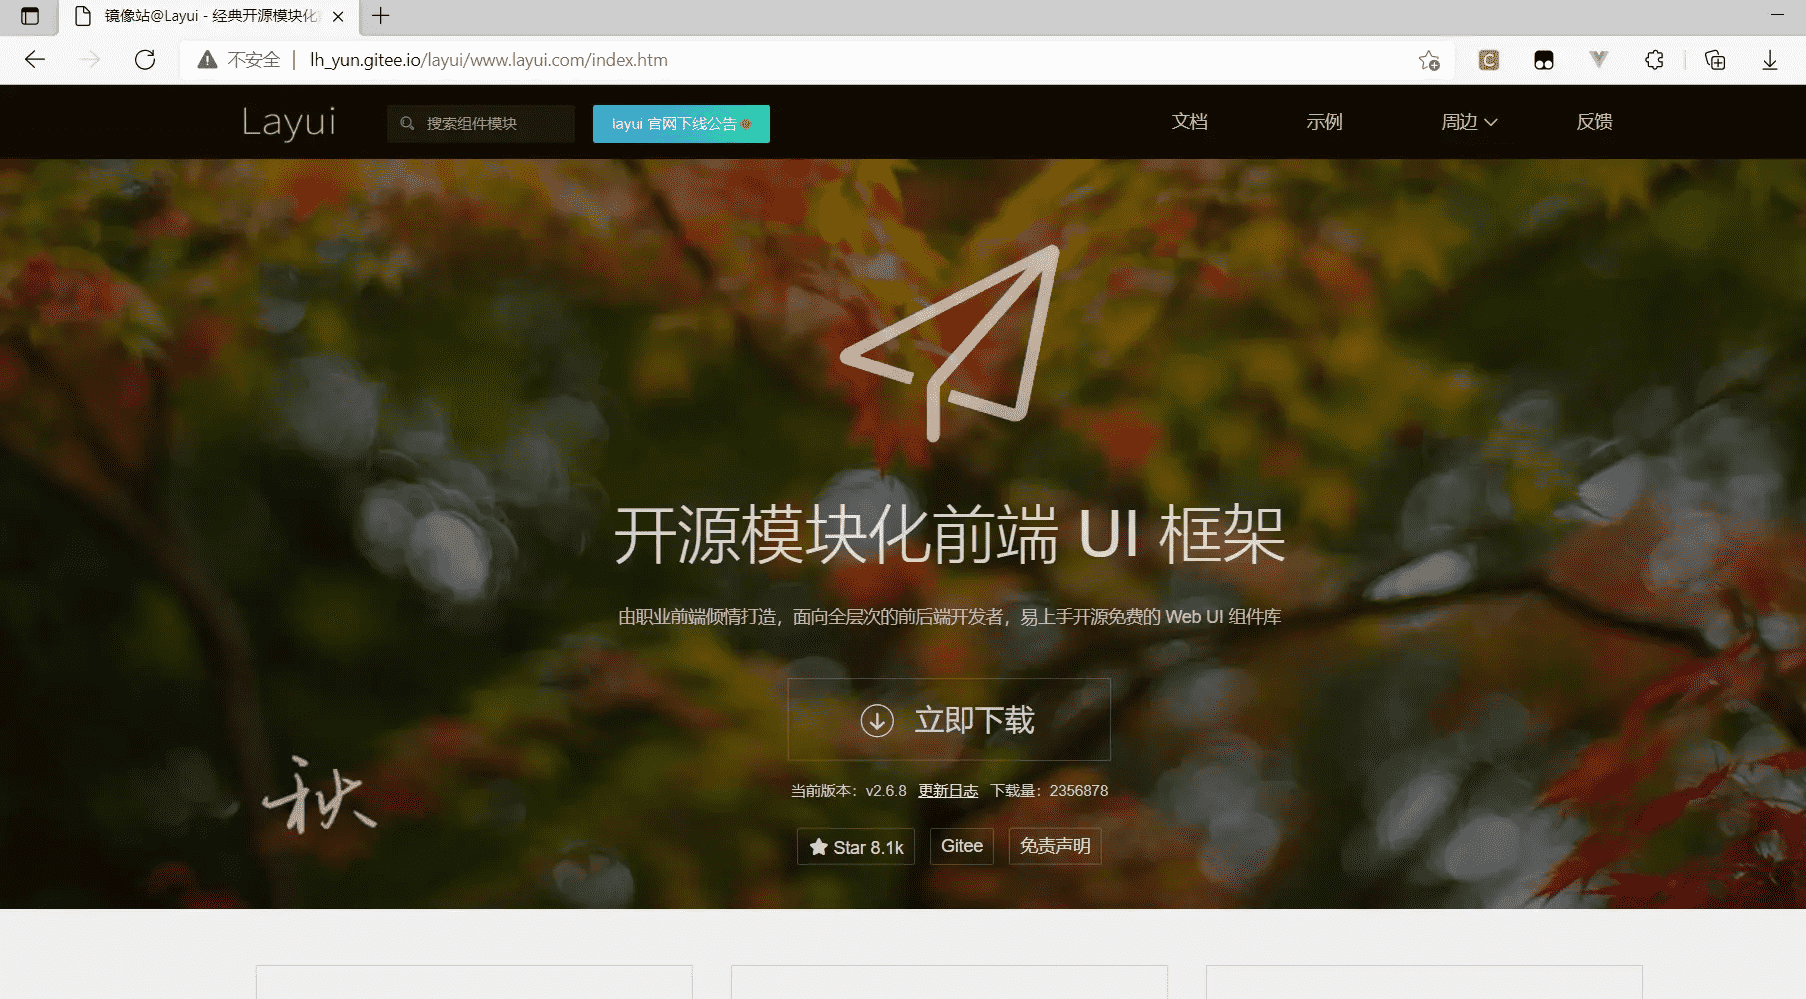 镜像站@Layui - 经典开源模块化
不安全 | lh_yun.gitee.io/layui/www.layui.com/index.htm
Layui 搜索组件模块 layui 官网下线公告 文档 示例 周边 反馈
开源模块化前端 UI 框架
由职业前端倾情打造，面向全层次的前后端开发者，易上手开源免费的 Web UI 组件库
立即下载
秋
当前版本：v2.6.8 更新日志 下载量：2356878
Star 8.1k Gitee 免责声明